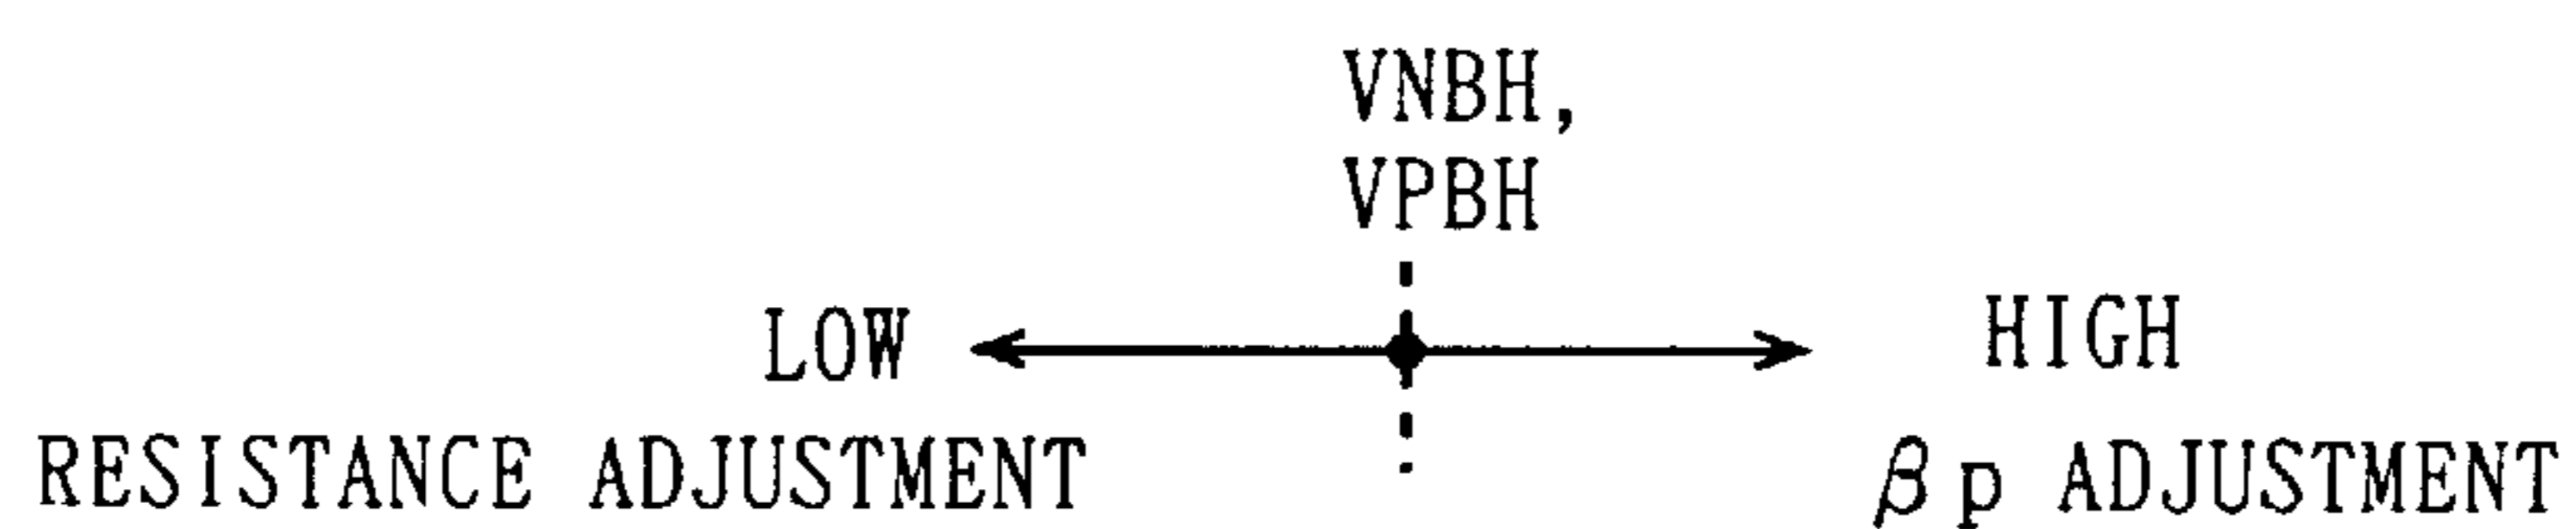 VNBH,
VPBH
LOW
HIGH
RESISTANCE ADJUSTMENT
βp ADJUSTMENT